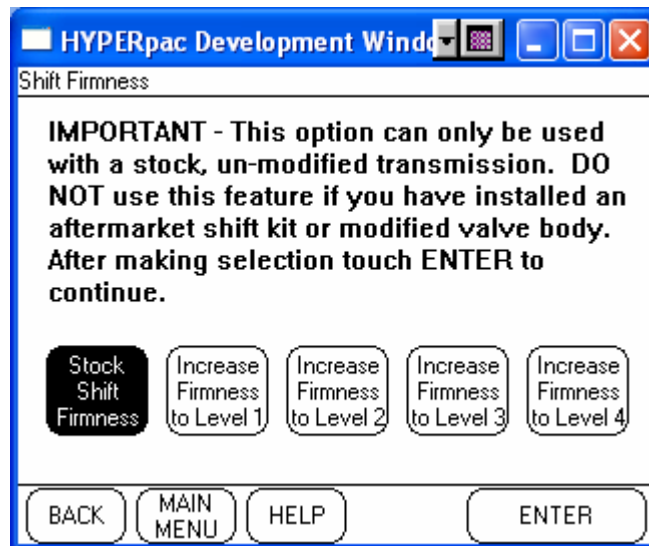 HYPERpac Development Windo
Shift Firmness
IMPORTANT - This option can only be used
with a stock, un-modified transmission. DO
NOT use this feature if you have installed an
aftermarket shift kit or modified valve body.
After making selection touch ENTER to
continue.
Stock
Shift
Firmness
Increase
Firmness
to Level 1
Increase
Firmness
to Level 2
Increase
Firmness
to Level 3
Increase
Firmness
to Level 4
BACK
MAIN
MENU
HELP
ENTER